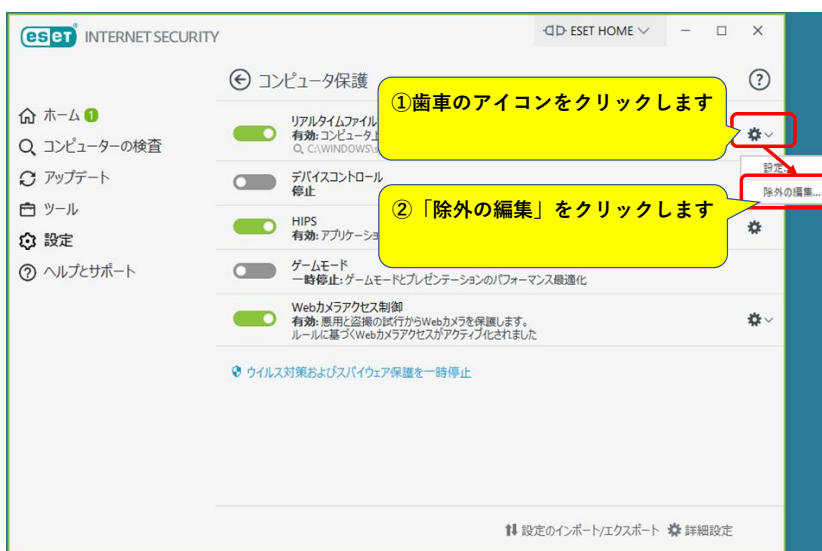 eset INTERNET SECURITY
ESET HOME
コンピュータ保護
?
ホーム 1
コンピューターの検査
アップデート
ツール
設定
ヘルプとサポート
リアルタイムファイル
有効: コンピュータ上
C:\WINDOWS\s
①歯車のアイコンをクリックします
設定...
除外の編集...
デバイスコントロール
停止
②「除外の編集」をクリックします
HIPS
有効: アプリケーショ
ゲームモード
一時停止: ゲームモードとプレゼンテーションのパフォーマンス最適化
Webカメラアクセス制御
有効: 悪用と盗撮の試行からWebカメラを保護します。
ルールに基づくWebカメラアクセスがアクティブ化されました
ウイルス対策およびスパイウェア保護を一時停止
設定のインポート/エクスポート 詳細設定